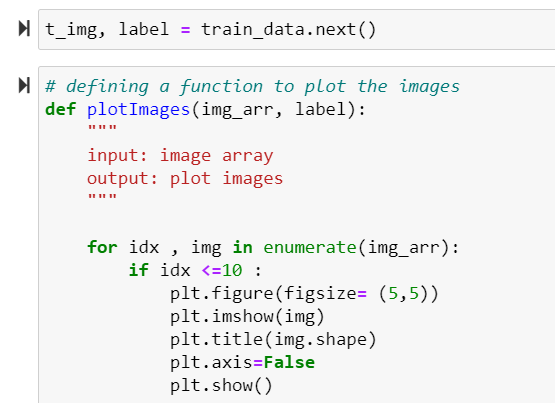 t_img, label = train_data.next()
# defining a function to plot the images
def plotImages(img_arr, label):
    """
    input: image array
    output: plot images
    """
    for idx , img in enumerate(img_arr):
        if idx <=10 :
            plt.figure(figsize= (5,5))
            plt.imshow(img)
            plt.title(img.shape)
            plt.axis=False
            plt.show()